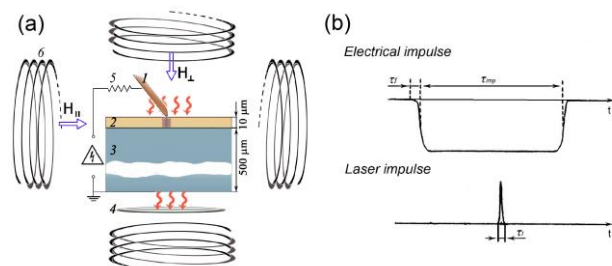 (a)
6
H⊥
5
1
H||
2
10 μm
3
500 μm
4
(b)
Electrical impulse
τf
τimp
t
Laser impulse
τl
t